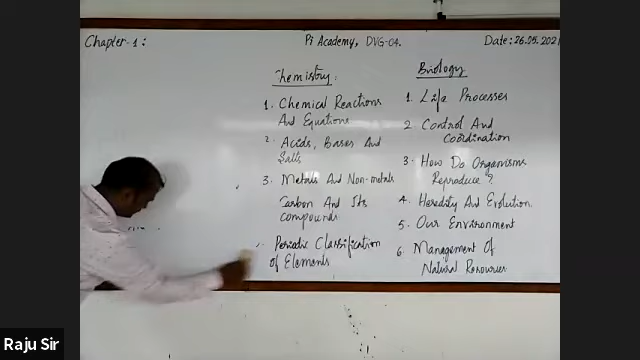 Chapter-1:
Pi Academy, DVG-04.
Date: 26.05.2021
Chemistry:
1. Chemical Reactions
And Equations
2. Acids, Bases And
Salts
3. Metals And Non-metals
Carbon And Its
Compounds
Periodic Classification
of Elements
Biology
1. Life Processes
2 Control And
Coordination
3. How Do Organisms
Reproduce?
4. Heredity And Evolution
5. Our Environment
6. Management Of
Natural Resources
Raju Sir